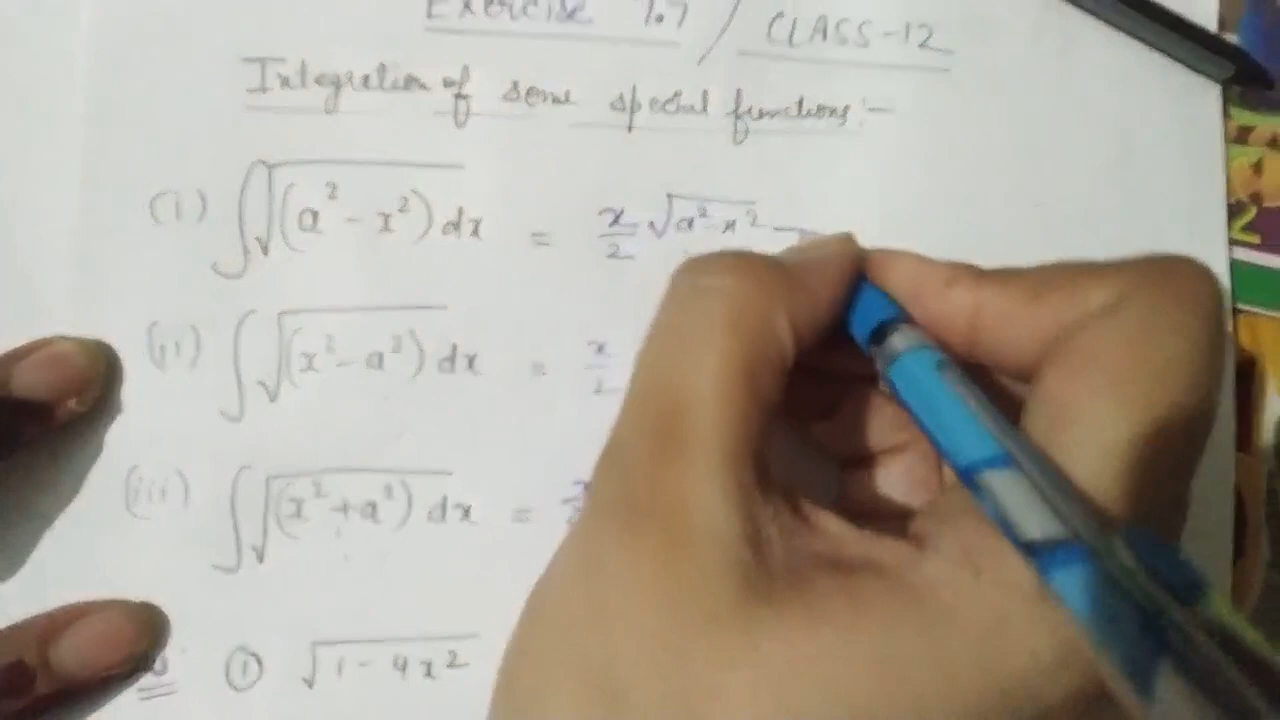 Exercise 7.7 / CLASS-12
Integration of some special functions:-
(i) ∫√(a²-x²) dx = x/2 √a²-x² -
(ii) ∫√(x²-a²) dx = x/2
(iii) ∫√(x²+a²) dx =
① √1-4x²
2